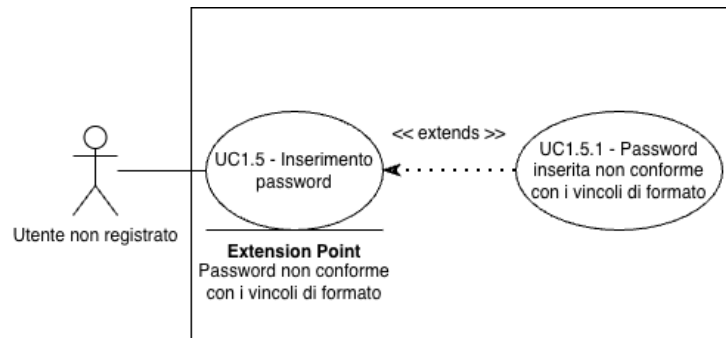 << extends >>
UC1.5 - Inserimento
password
UC1.5.1 - Password
inserita non conforme
con i vincoli di formato
Utente non registrato
Extension Point
Password non conforme
con i vincoli di formato